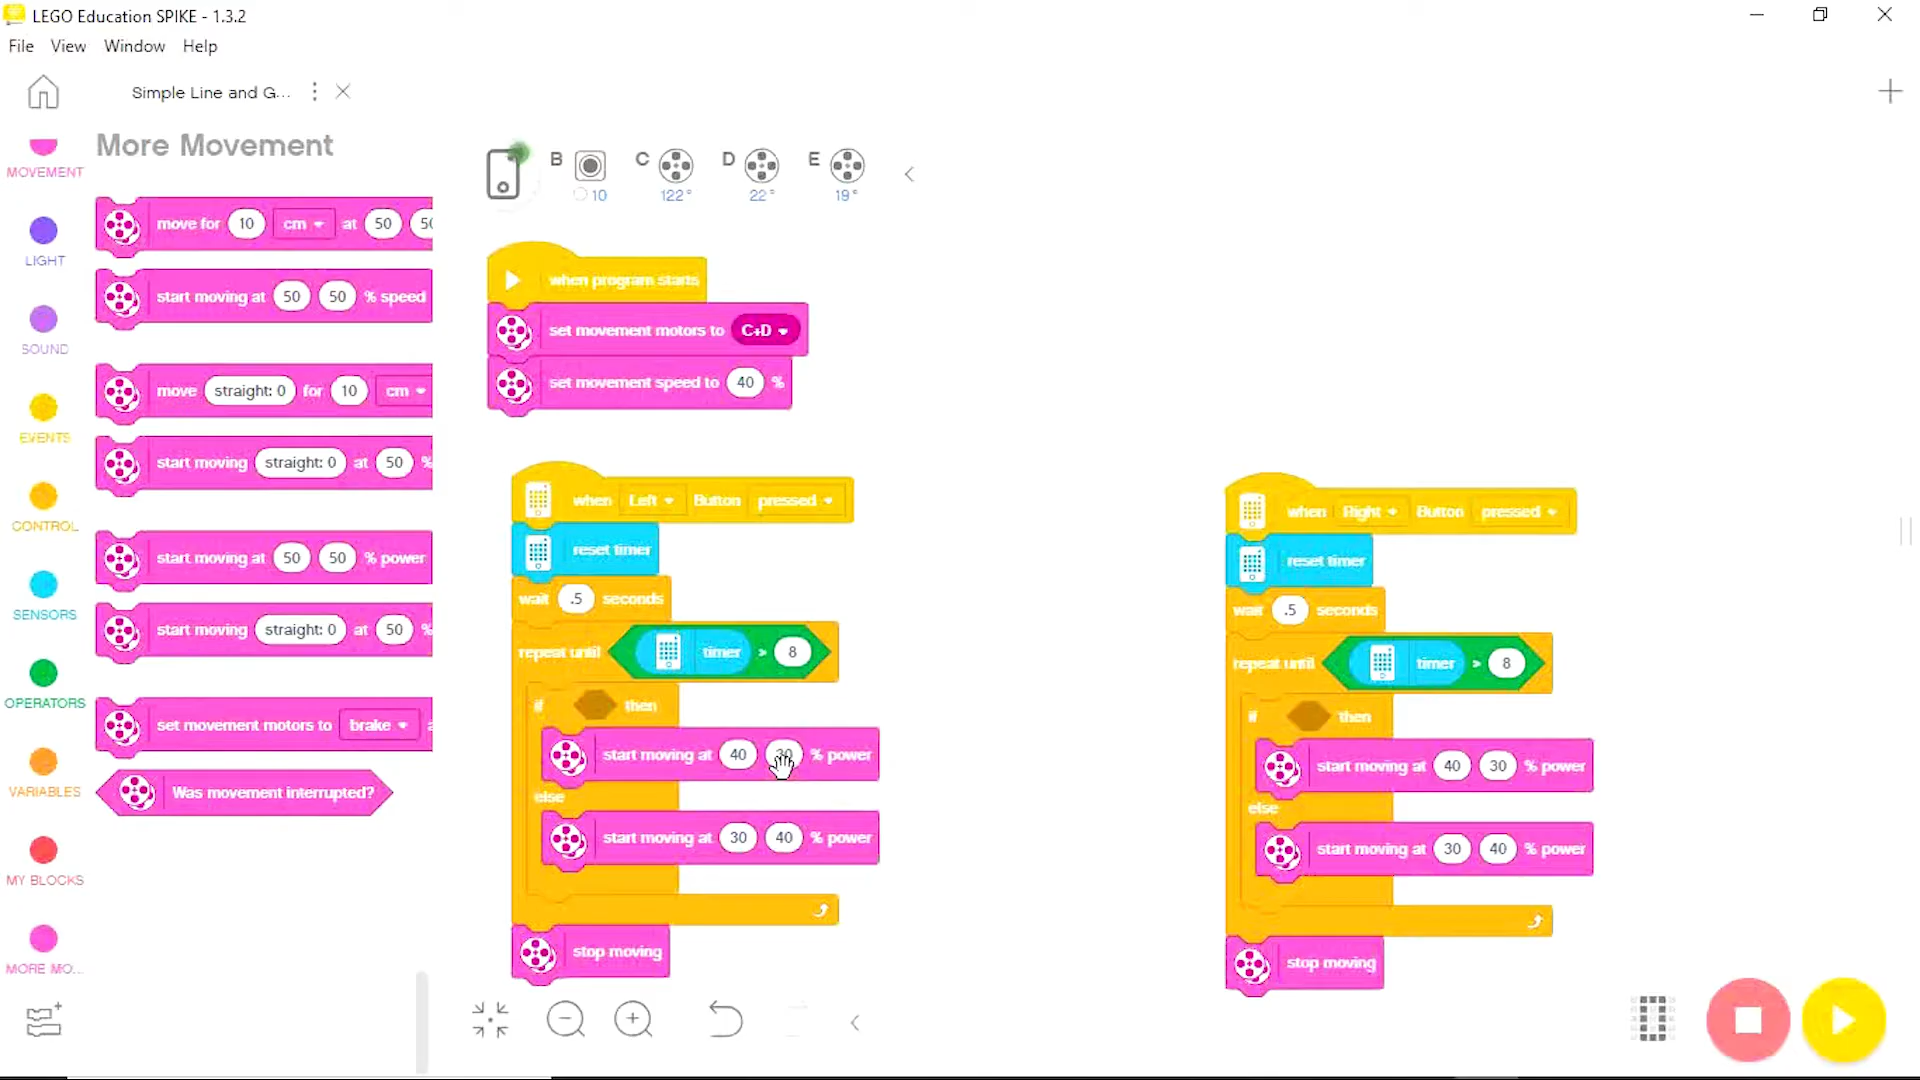 LEGO Education SPIKE - 1.3.2
File View Window Help
Simple Line and G...
MOVEMENT
LIGHT
SOUND
EVENTS
CONTROL
SENSORS
OPERATORS
VARIABLES
MY BLOCKS
MORE MO...
More Movement
move for 10 cm at 50 50
start moving at 50 50 % speed
move straight: 0 for 10 cm
start moving straight: 0 at 50 %
start moving at 50 50 % power
start moving straight: 0 at 50 %
set movement motors to brake
Was movement interrupted?
B C D E
10 122° 22° 19°
when program starts
set movement motors to C+D
set movement speed to 40 %
when Left Button pressed
reset timer
wait .5 seconds
repeat until timer > 8
if then
start moving at 40 30 % power
else
start moving at 30 40 % power
stop moving
when Right Button pressed
reset timer
wait .5 seconds
repeat until timer > 8
if then
start moving at 40 30 % power
else
start moving at 30 40 % power
stop moving